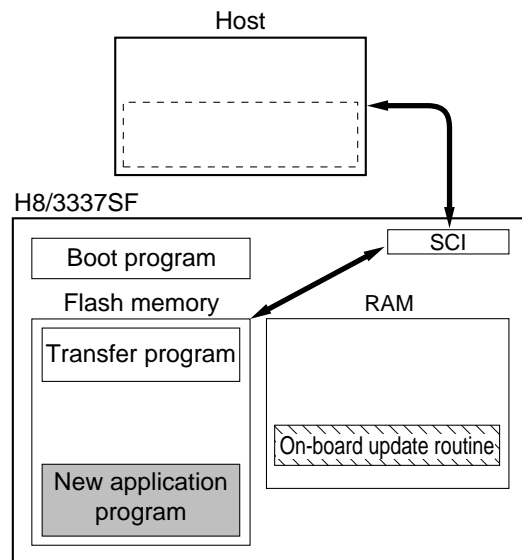 Host
H8/3337SF
SCI
Boot program
Flash memory
RAM
Transfer program
On-board update routine
New application
program